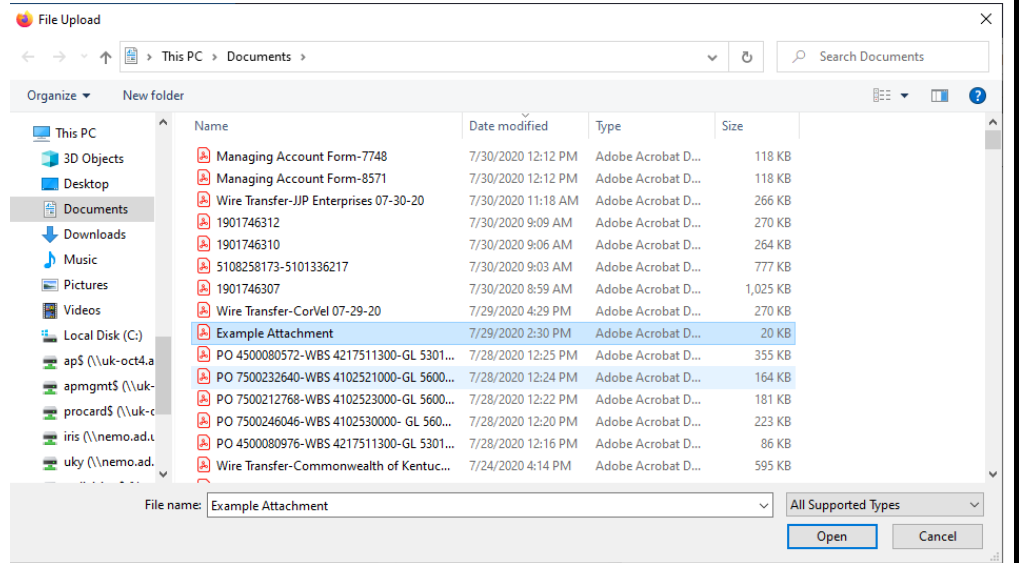 File Upload
This PC > Documents >
Search Documents
Organize New folder
?
Name Date modified Type Size
This PC
3D Objects
Desktop
Documents
Downloads
Music
Pictures
Videos
Local Disk (C:)
ap$ (\\uk-oct4.a
apmgmt$ (\\uk-
procard$ (\\uk-c
iris (\\nemo.ad.u
uky (\\nemo.ad.
Managing Account Form-7748 7/30/2020 12:12 PM Adobe Acrobat D... 118 KB
Managing Account Form-8571 7/30/2020 12:12 PM Adobe Acrobat D... 118 KB
Wire Transfer-JJP Enterprises 07-30-20 7/30/2020 11:18 AM Adobe Acrobat D... 266 KB
1901746312 7/30/2020 9:09 AM Adobe Acrobat D... 270 KB
1901746310 7/30/2020 9:06 AM Adobe Acrobat D... 264 KB
5108258173-5101336217 7/30/2020 9:03 AM Adobe Acrobat D... 777 KB
1901746307 7/30/2020 8:59 AM Adobe Acrobat D... 1,025 KB
Wire Transfer-CorVel 07-29-20 7/29/2020 4:29 PM Adobe Acrobat D... 270 KB
Example Attachment 7/29/2020 2:30 PM Adobe Acrobat D... 20 KB
PO 4500080572-WBS 4217511300-GL 5301... 7/28/2020 12:25 PM Adobe Acrobat D... 355 KB
PO 7500232640-WBS 4102521000-GL 5600... 7/28/2020 12:24 PM Adobe Acrobat D... 164 KB
PO 7500212768-WBS 4102523000-GL 5600... 7/28/2020 12:22 PM Adobe Acrobat D... 181 KB
PO 7500246046-WBS 4102530000- GL 560... 7/28/2020 12:20 PM Adobe Acrobat D... 223 KB
PO 4500080976-WBS 4217511300-GL 5301... 7/28/2020 12:16 PM Adobe Acrobat D... 86 KB
Wire Transfer-Commonwealth of Kentuc... 7/24/2020 4:14 PM Adobe Acrobat D... 595 KB
File name: Example Attachment All Supported Types
Open Cancel